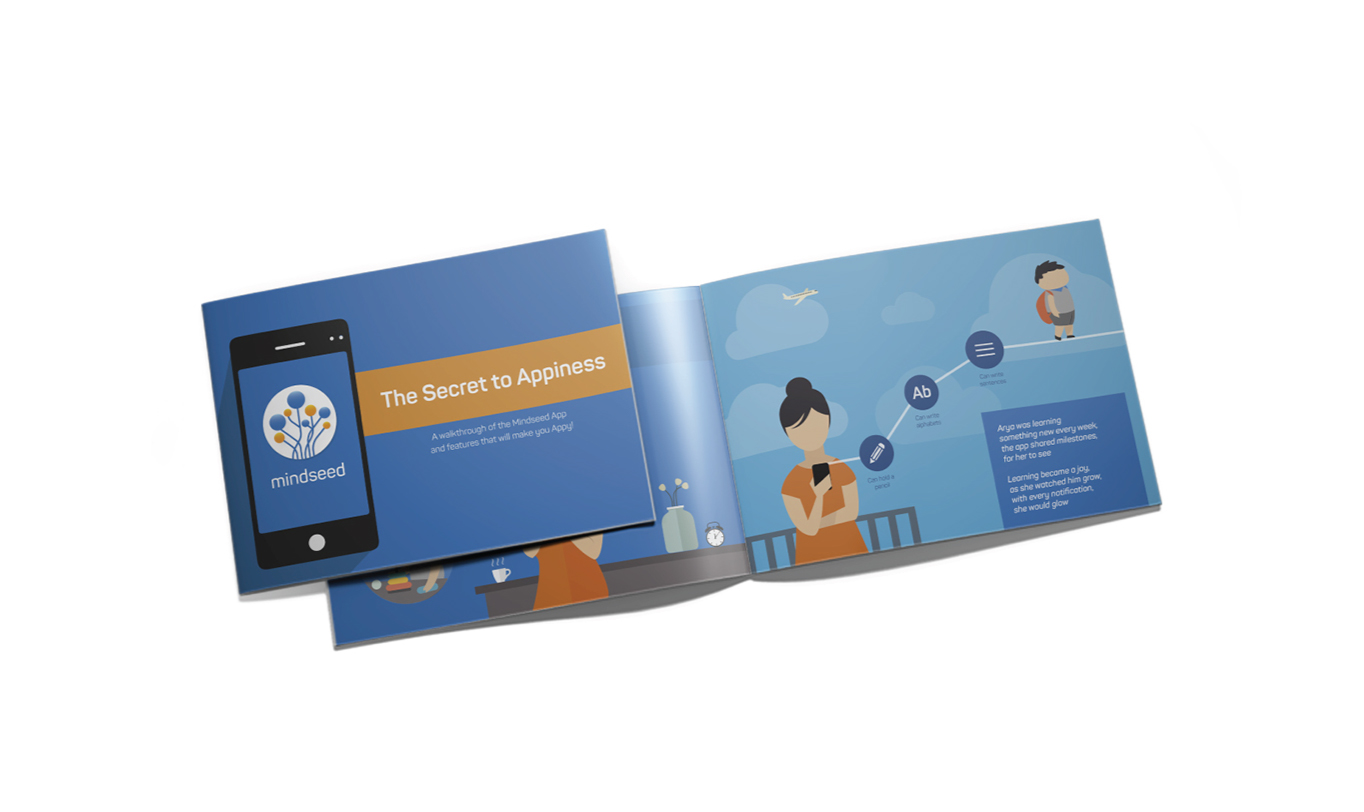 The Secret to Appiness
A walkthrough of the Mindseed App
and features that will make you Appy!
mindseed
Can hold a
pencil
Ab
Can write
alphabets
Can write
sentences
Arya was learning
something new every week,
the app shared milestones,
for her to see
Learning became a joy,
as she watched him grow,
with every notification,
she would glow